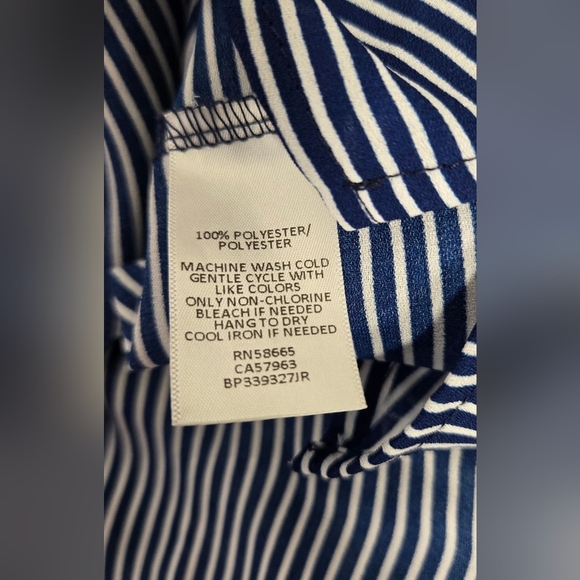 100% POLYESTER/
POLYESTER
MACHINE WASH COLD
GENTLE CYCLE WITH
LIKE COLORS
ONLY NON-CHLORINE
BLEACH IF NEEDED
HANG TO DRY
COOL IRON IF NEEDED
RN58665
CA57963
BP339327JR